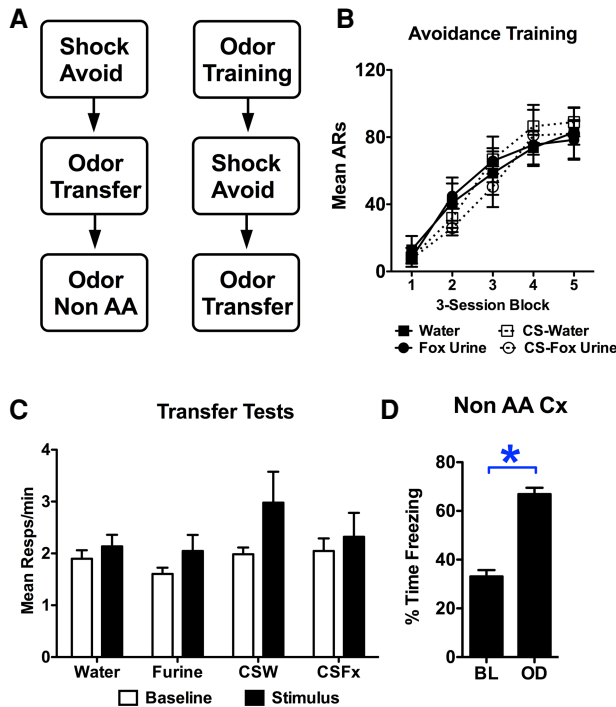 A
Shock
Avoid
Odor
Training
Odor
Transfer
Shock
Avoid
Odor
Non AA
Odor
Transfer
B
Avoidance Training
Mean ARs
120
80
40
0
1 2 3 4 5
3-Session Block
Water CS-Water
Fox Urine CS-Fox Urine
C
Transfer Tests
Mean Resps/min
4
3
2
1
0
Water Furine CSW CSFx
Baseline Stimulus
D
Non AA Cx
% Time Freezing
80
60
40
20
0
*
BL OD